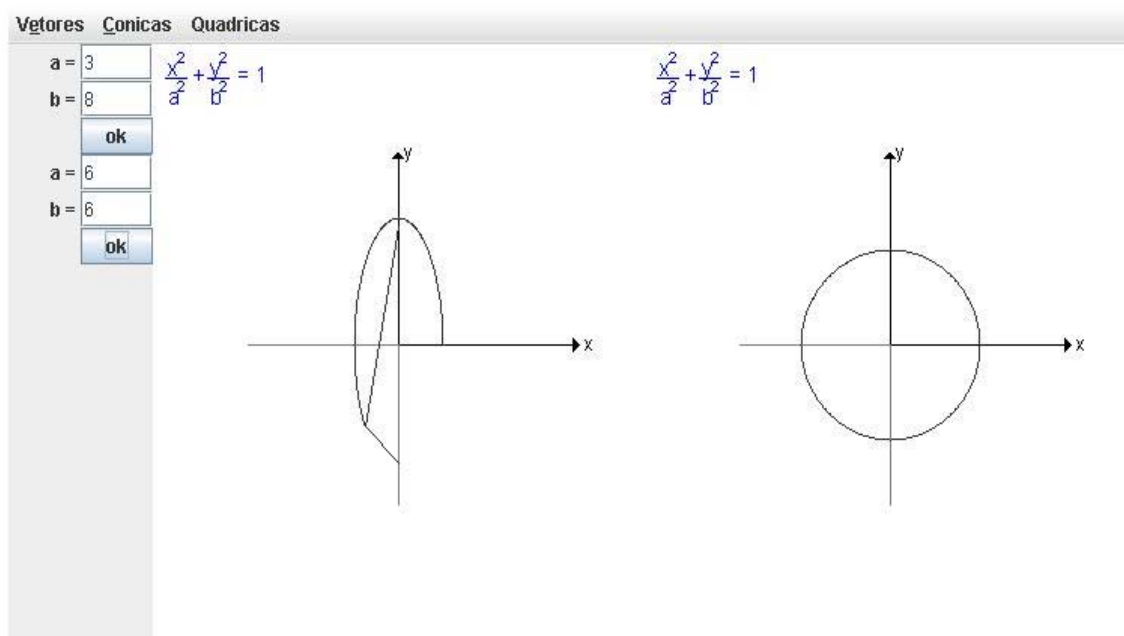 Vetores Conicas Quadricas
a = 3
b = 8
ok
a = 6
b = 6
ok
x²/a² + y²/b² = 1
y
x
x²/a² + y²/b² = 1
y
x